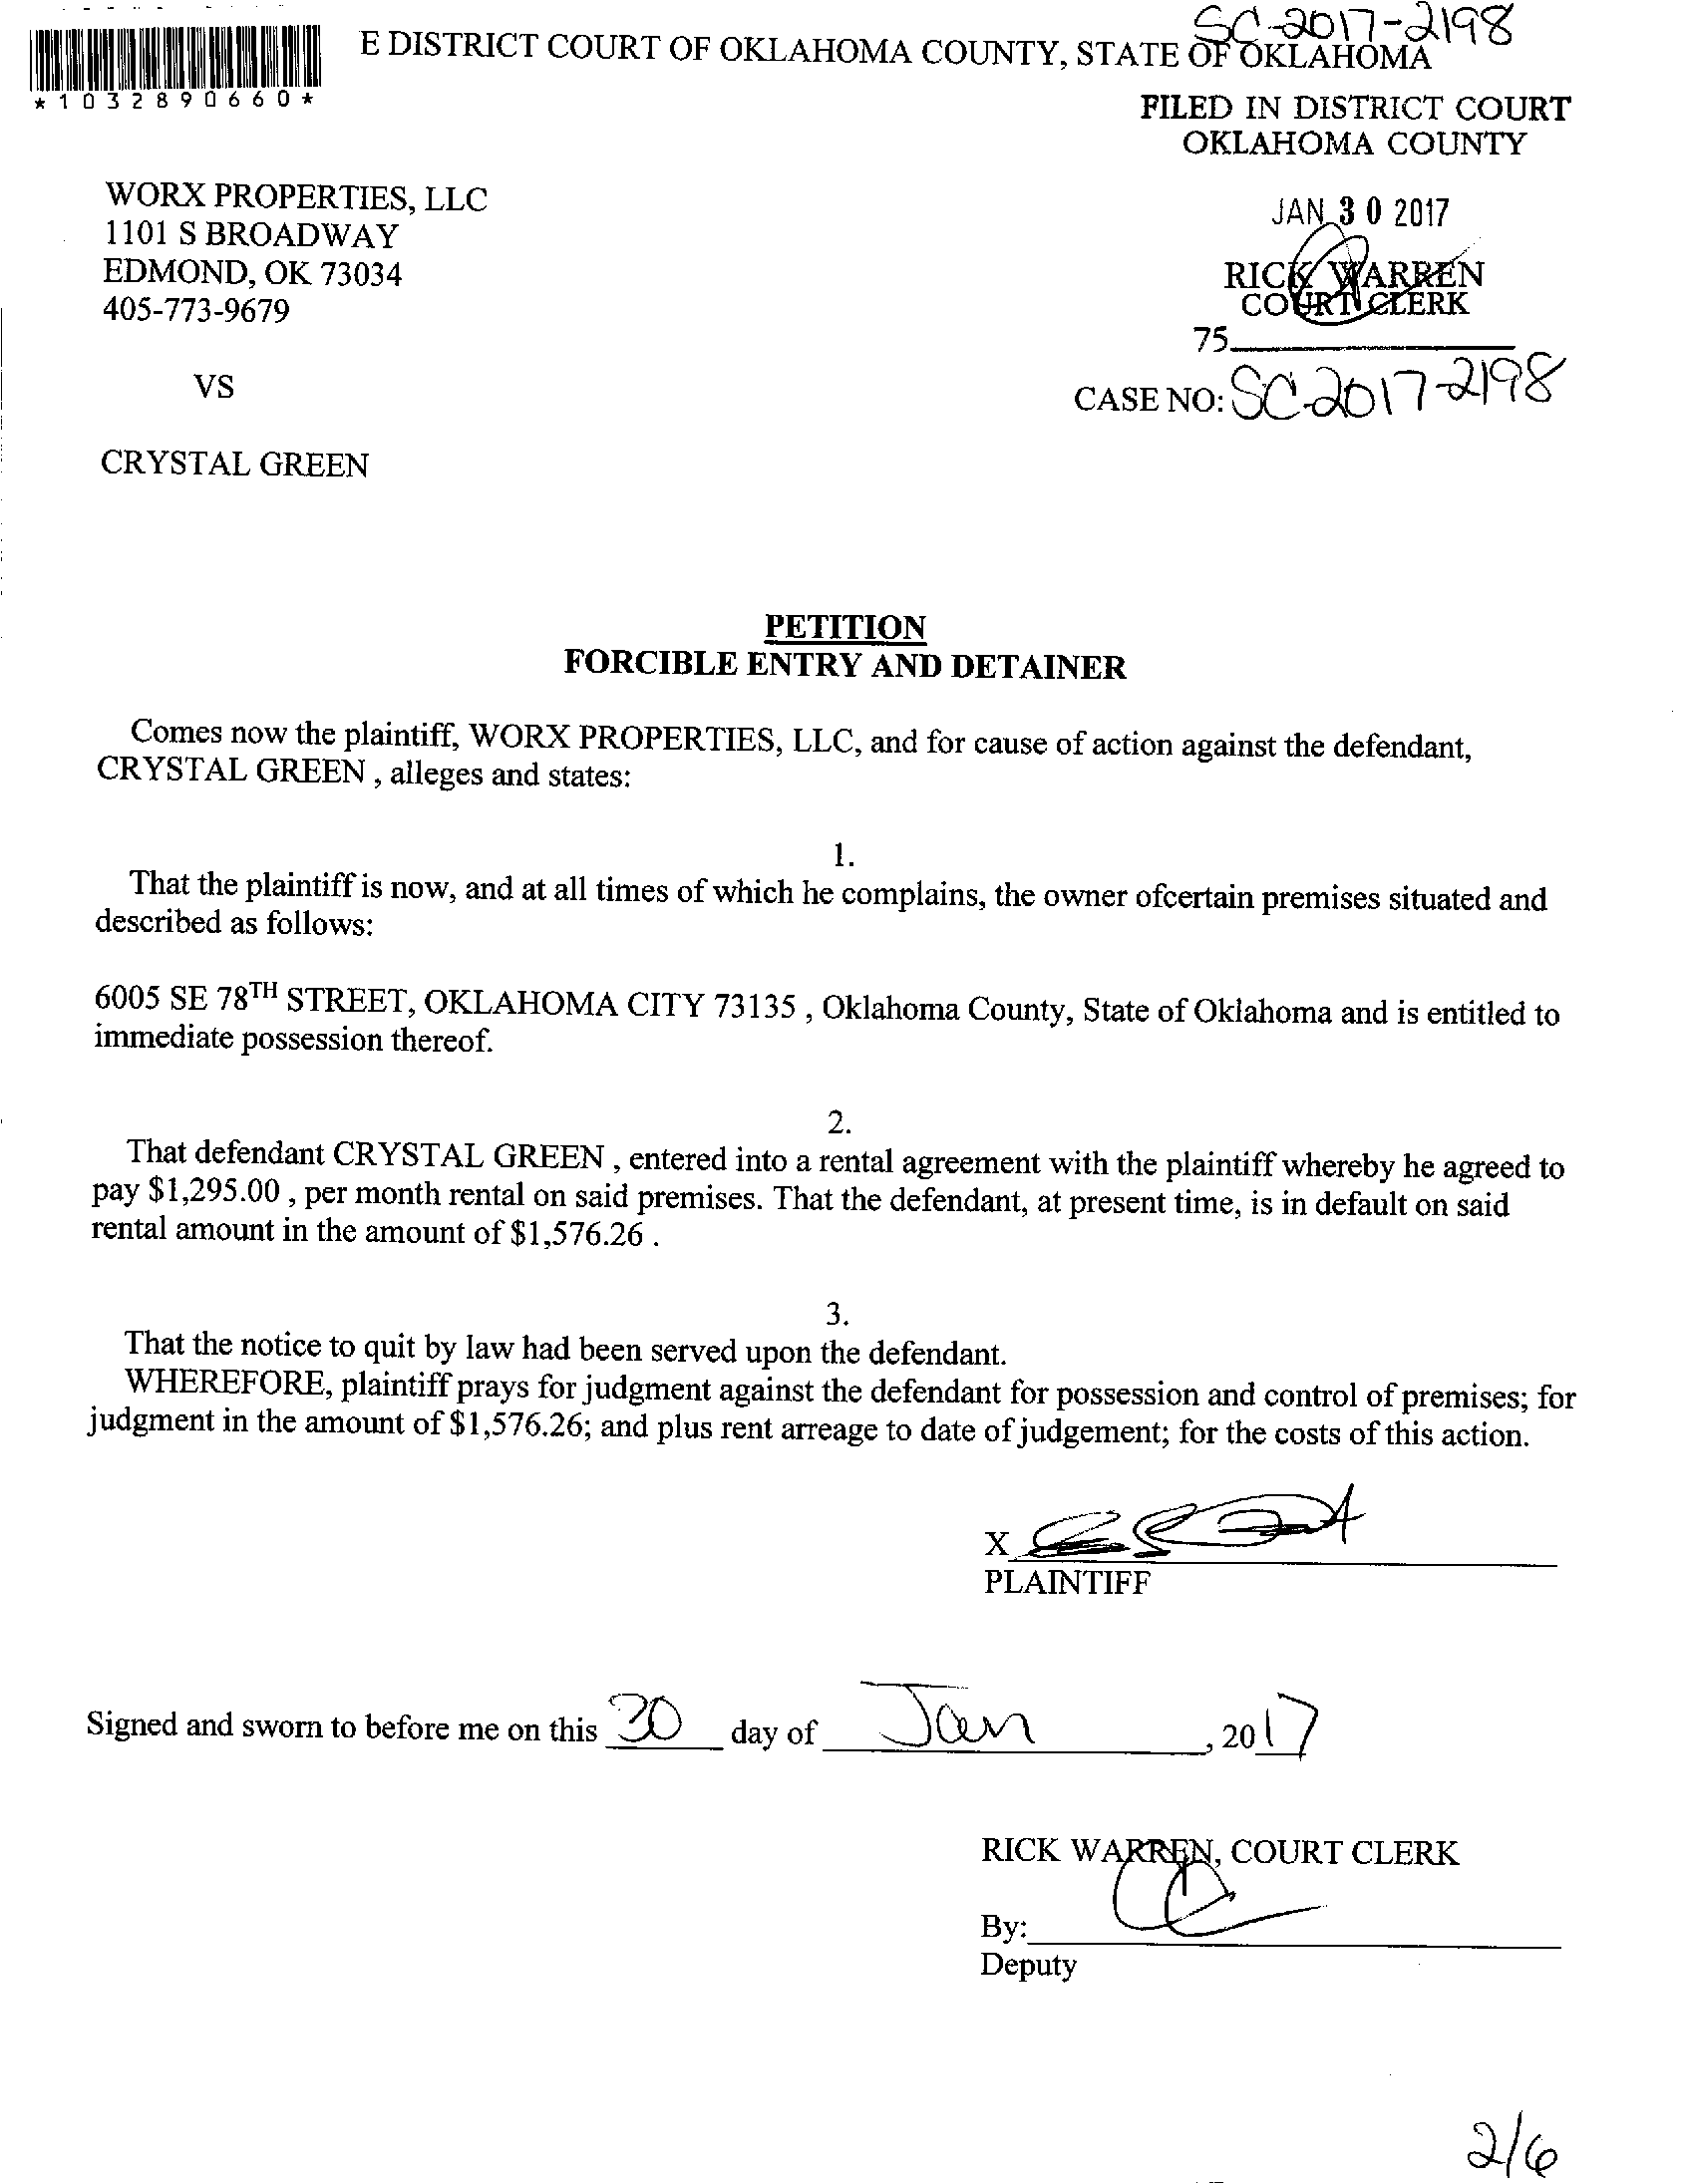 SC-2017-2198
E DISTRICT COURT OF OKLAHOMA COUNTY, STATE OF OKLAHOMA
*1032890660*
FILED IN DISTRICT COURT
OKLAHOMA COUNTY
WORX PROPERTIES, LLC
1101 S BROADWAY
EDMOND, OK 73034
405-773-9679
JAN 30 2017
RICK WARREN
COURT CLERK
75
VS
CASE NO: SC-2017-2198
CRYSTAL GREEN
PETITION
FORCIBLE ENTRY AND DETAINER
Comes now the plaintiff, WORX PROPERTIES, LLC, and for cause of action against the defendant,
CRYSTAL GREEN , alleges and states:
1.
That the plaintiff is now, and at all times of which he complains, the owner ofcertain premises situated and
described as follows:
6005 SE 78TH STREET, OKLAHOMA CITY 73135 , Oklahoma County, State of Oklahoma and is entitled to
immediate possession thereof.
2.
That defendant CRYSTAL GREEN , entered into a rental agreement with the plaintiff whereby he agreed to
pay $1,295.00 , per month rental on said premises. That the defendant, at present time, is in default on said
rental amount in the amount of $1,576.26 .
3.
That the notice to quit by law had been served upon the defendant.
WHEREFORE, plaintiff prays for judgment against the defendant for possession and control of premises; for
judgment in the amount of $1,576.26; and plus rent arreage to date of judgement; for the costs of this action.
X
PLAINTIFF
Signed and sworn to before me on this 30 day of Jan, 2017
RICK WARREN, COURT CLERK
By:
Deputy
2/6